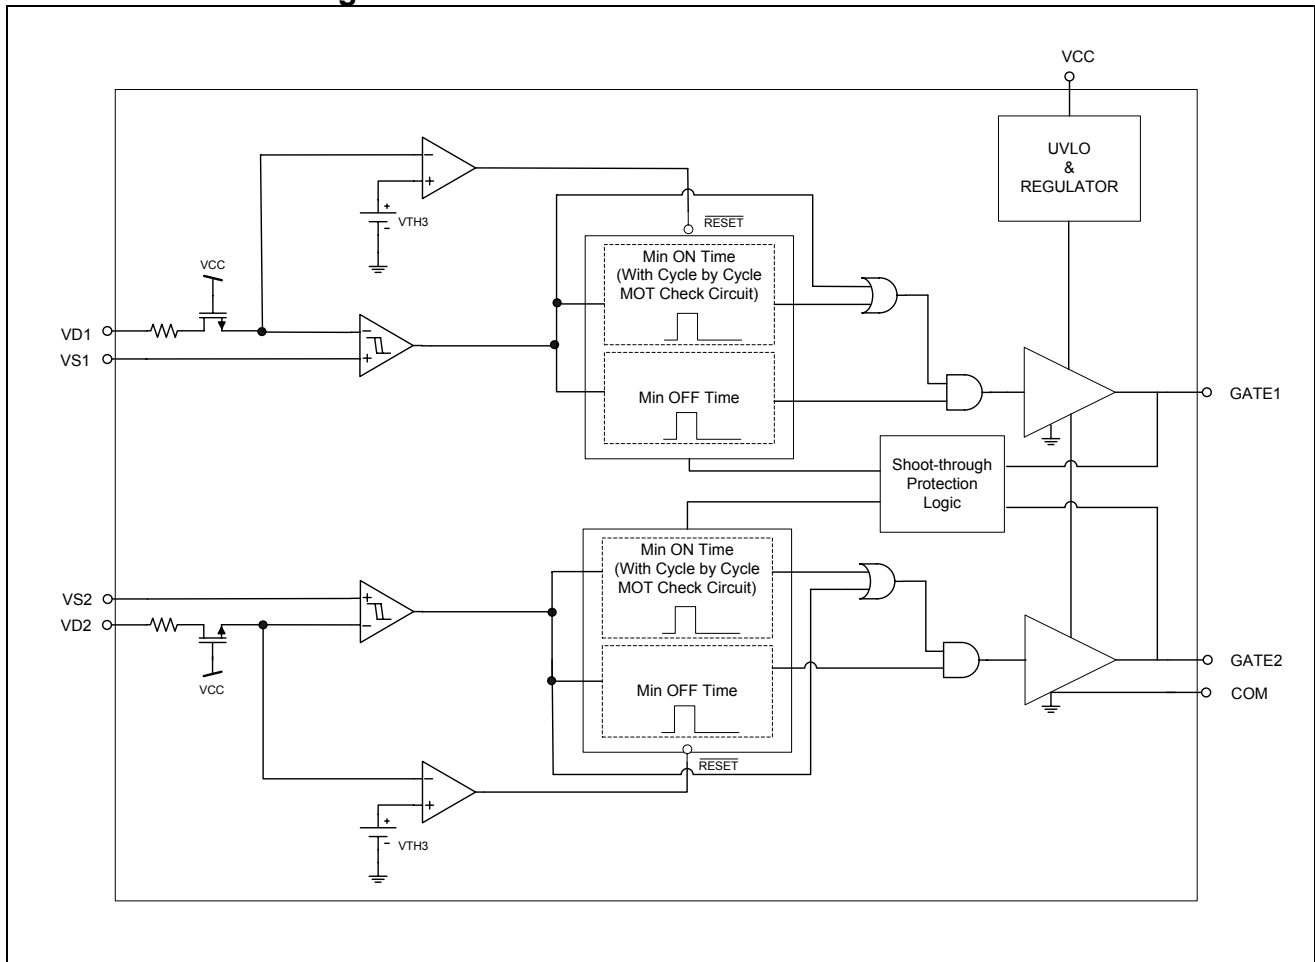 g
VCC
UVLO
&
REGULATOR
−
+
+
-
VTH3
RESET
Min ON Time
(With Cycle by Cycle
MOT Check Circuit)
VCC
VD1
−
VS1
+
Min OFF Time
GATE1
Shoot-through
Protection
Logic
Min ON Time
(With Cycle by Cycle
MOT Check Circuit)
VS2
+
VD2
−
VCC
Min OFF Time
GATE2
COM
RESET
−
+
+
-
VTH3